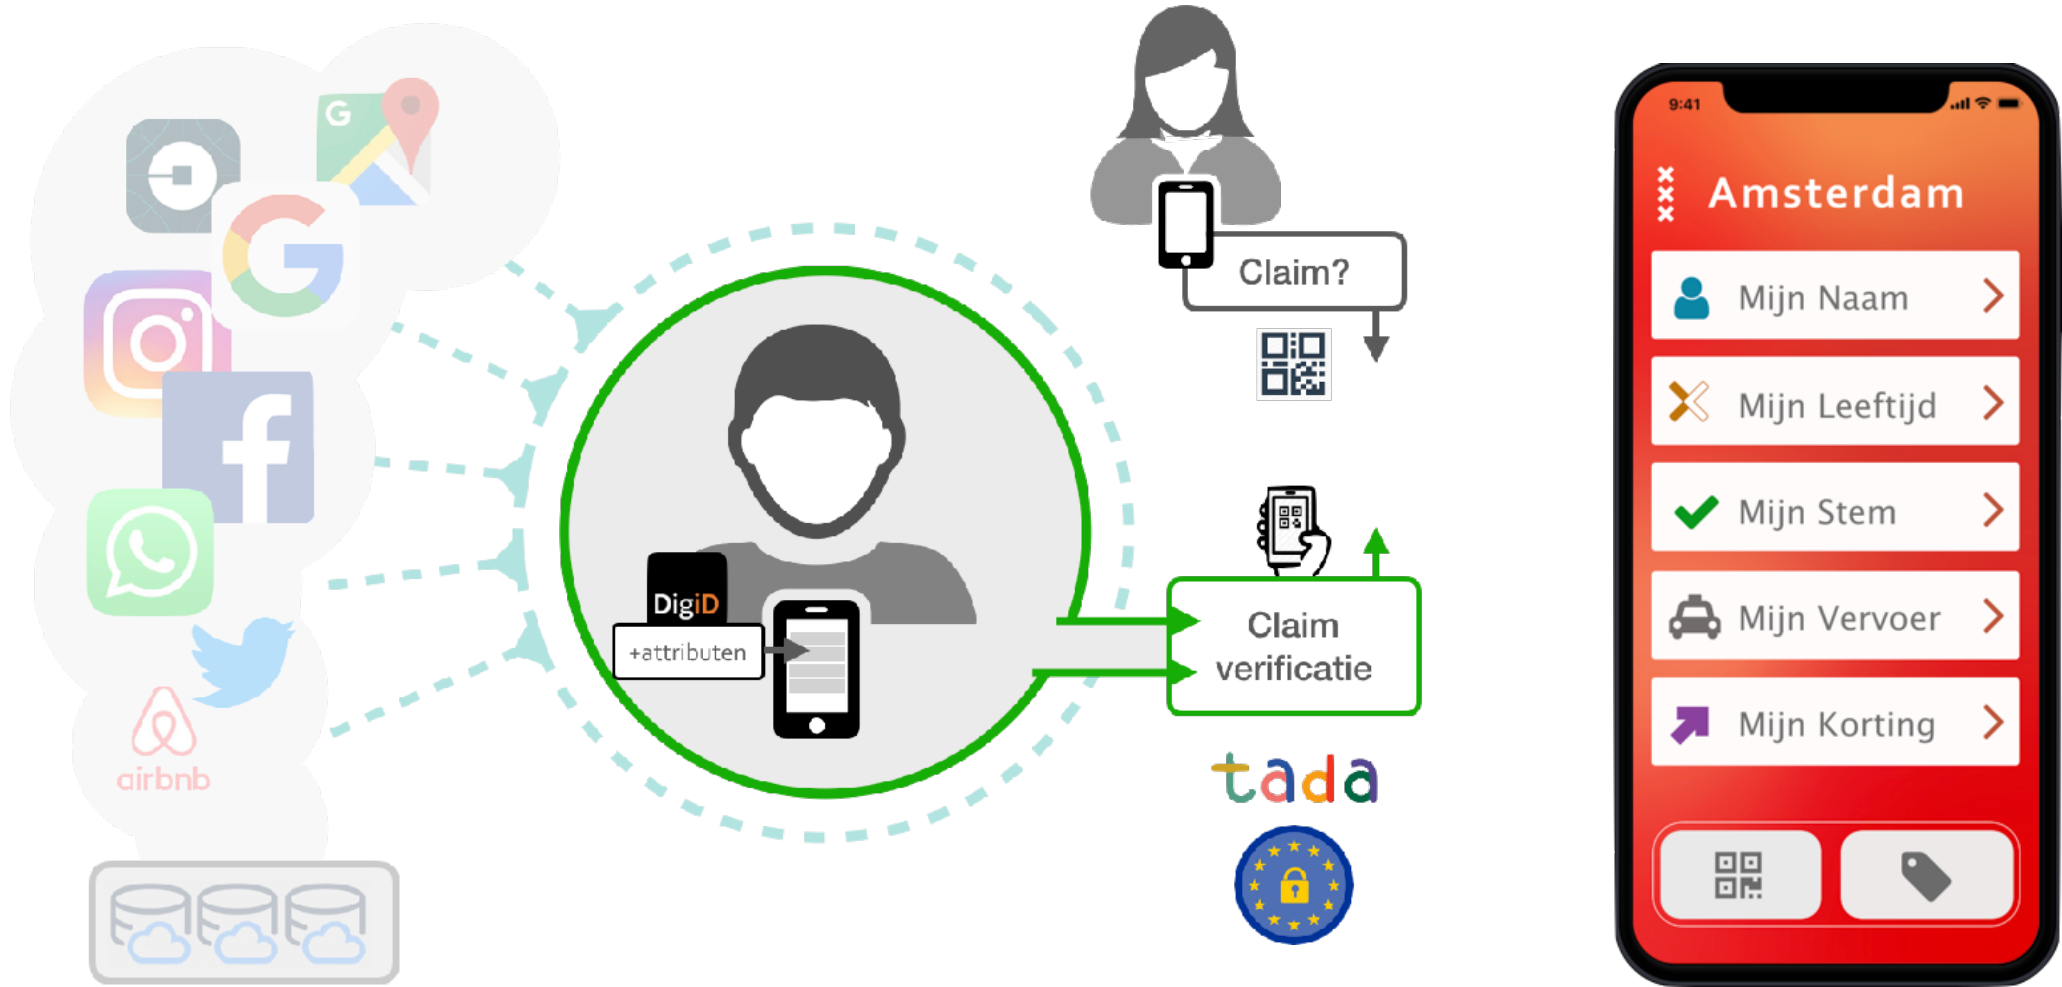 G
G
f
airbnb
DigiD
+attributen
Claim?
Claim
verificatie
tada
9:41
Amsterdam
Mijn Naam
Mijn Leeftijd
Mijn Stem
Mijn Vervoer
Mijn Korting